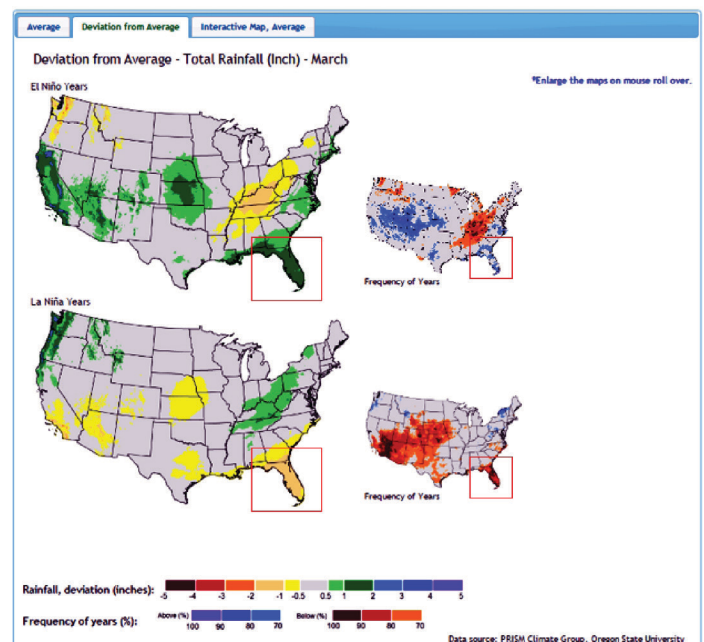 Average Deviation from Average Interactive Map, Average
Deviation from Average - Total Rainfall (Inch) - March
*Enlarge the maps on mouse roll over.
El Niño Years
Frequency of Years
La Niña Years
Frequency of Years
Rainfall, deviation (inches): -5 -4 -3 -2 -1 -0.5 0.5 1 2 3 4 5
Frequency of years (%): Above (%) 100 90 80 70 Below (%) 100 90 80 70
Data source: PRISM Climate Group, Oregon State University